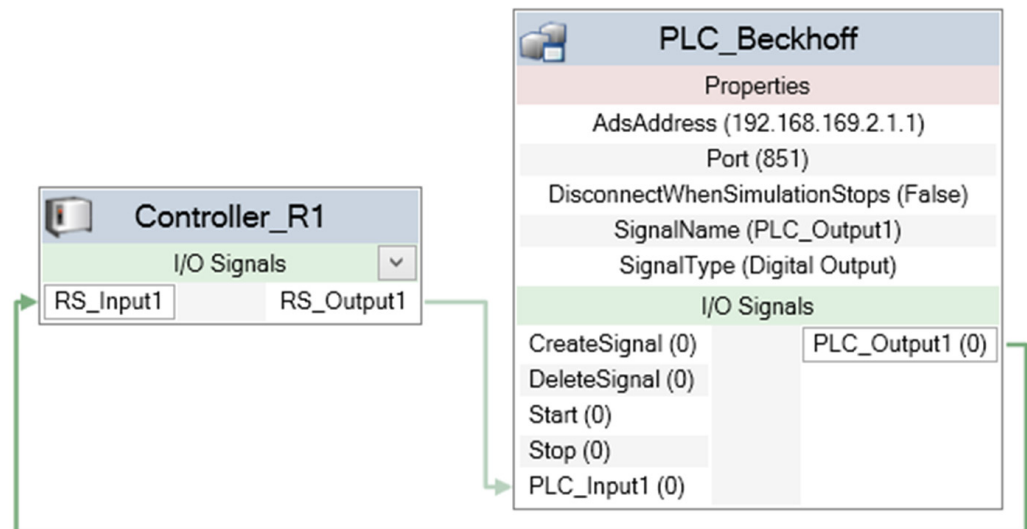 PLC_Beckhoff
Properties
AdsAddress (192.168.169.2.1.1)
Port (851)
DisconnectWhenSimulationStops (False)
SignalName (PLC_Output1)
SignalType (Digital Output)
I/O Signals
CreateSignal (0) PLC_Output1 (0)
DeleteSignal (0)
Start (0)
Stop (0)
PLC_Input1 (0)
Controller_R1
I/O Signals
RS_Input1 RS_Output1